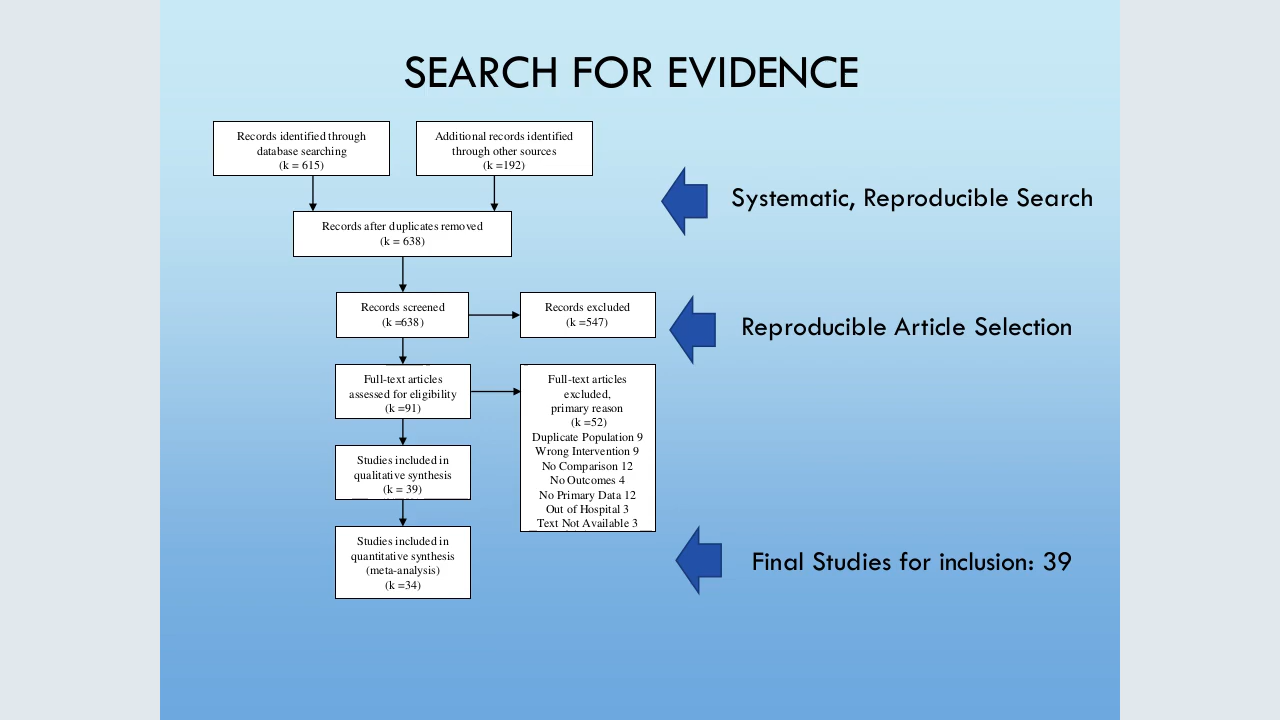 SEARCH FOR EVIDENCE
Records identified through
database searching
(k = 615)
Additional records identified
through other sources
(k =192)
Records after duplicates removed
(k = 638)
Systematic, Reproducible Search
Records screened
(k =638)
Records excluded
(k =547)
Reproducible Article Selection
Full-text articles
assessed for eligibility
(k =91)
Full-text articles
excluded,
primary reason
(k =52)
Duplicate Population 9
Wrong Intervention 9
No Comparison 12
No Outcomes 4
No Primary Data 12
Out of Hospital 3
Text Not Available 3
Studies included in
qualitative synthesis
(k = 39)
Studies included in
quantitative synthesis
(meta-analysis)
(k =34)
Final Studies for inclusion: 39